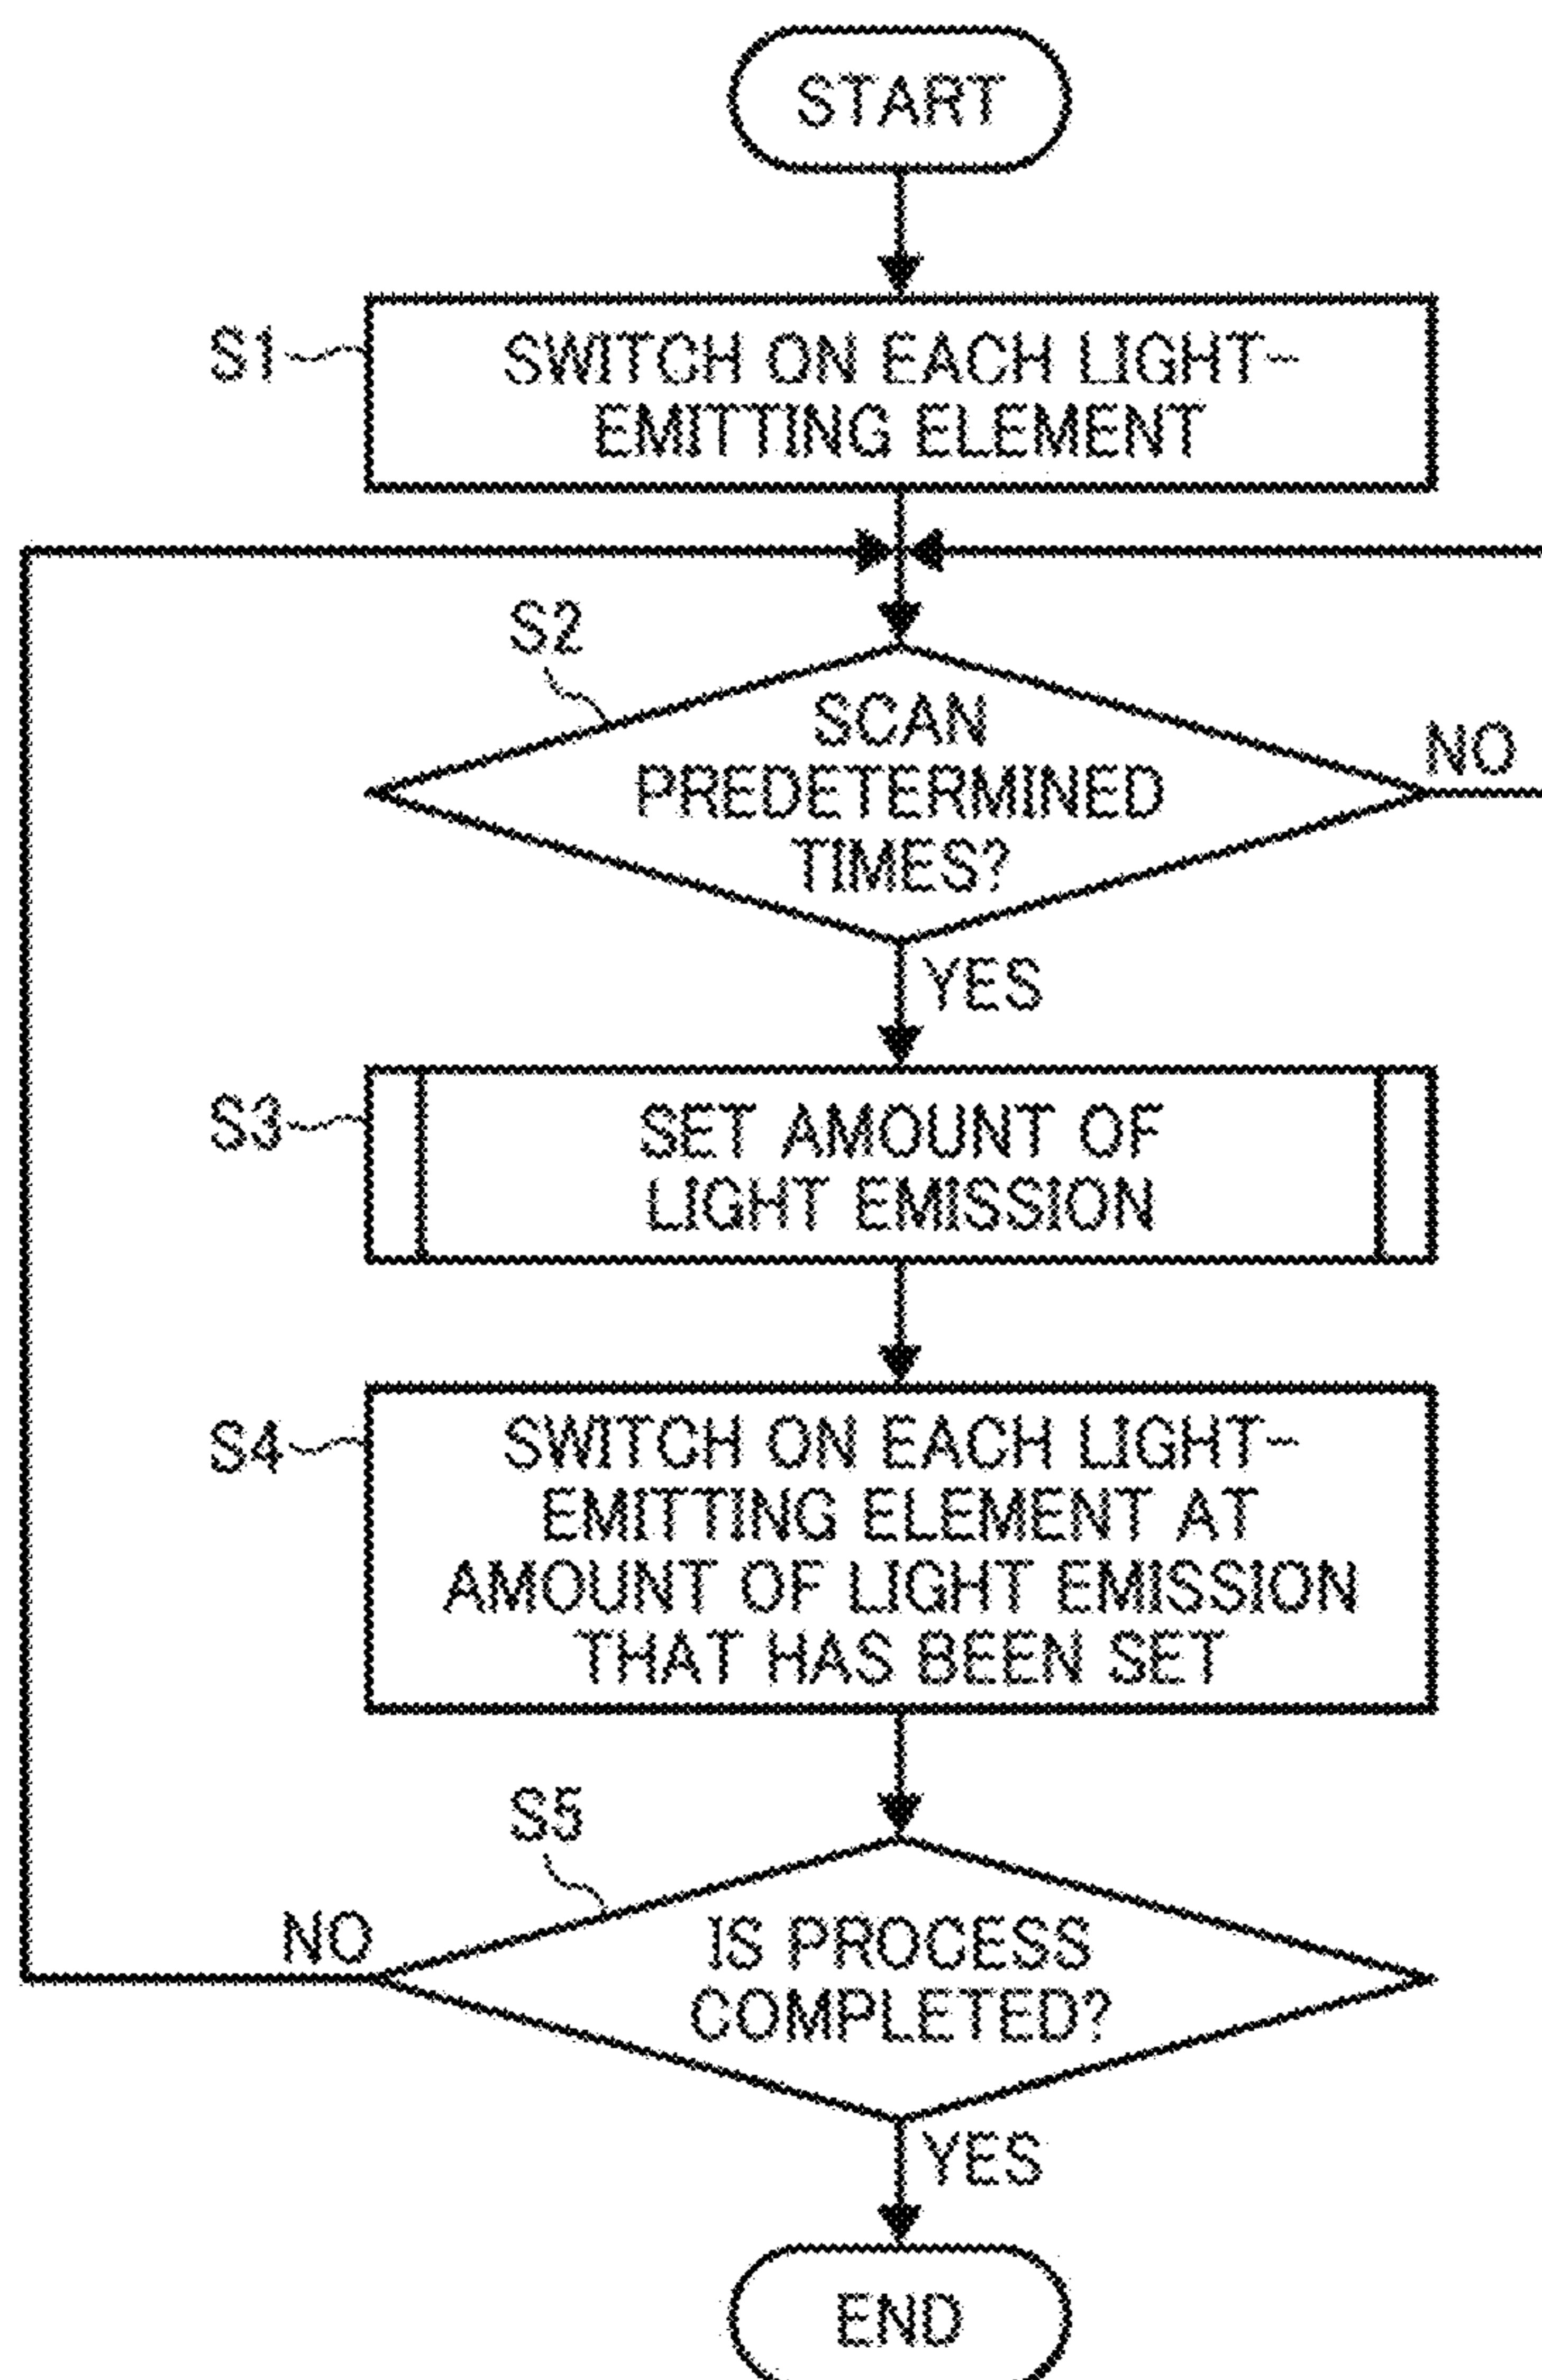 START
S1
SWITCH ON EACH LIGHT-
EMITTING ELEMENT
S2
SCAN
PREDETERMINED
TIMES?
NO
YES
S3
SET AMOUNT OF
LIGHT EMISSION
S4
SWITCH ON EACH LIGHT-
EMITTING ELEMENT AT
AMOUNT OF LIGHT EMISSION
THAT HAS BEEN SET
S5
IS PROCESS
COMPLETED?
NO
YES
END